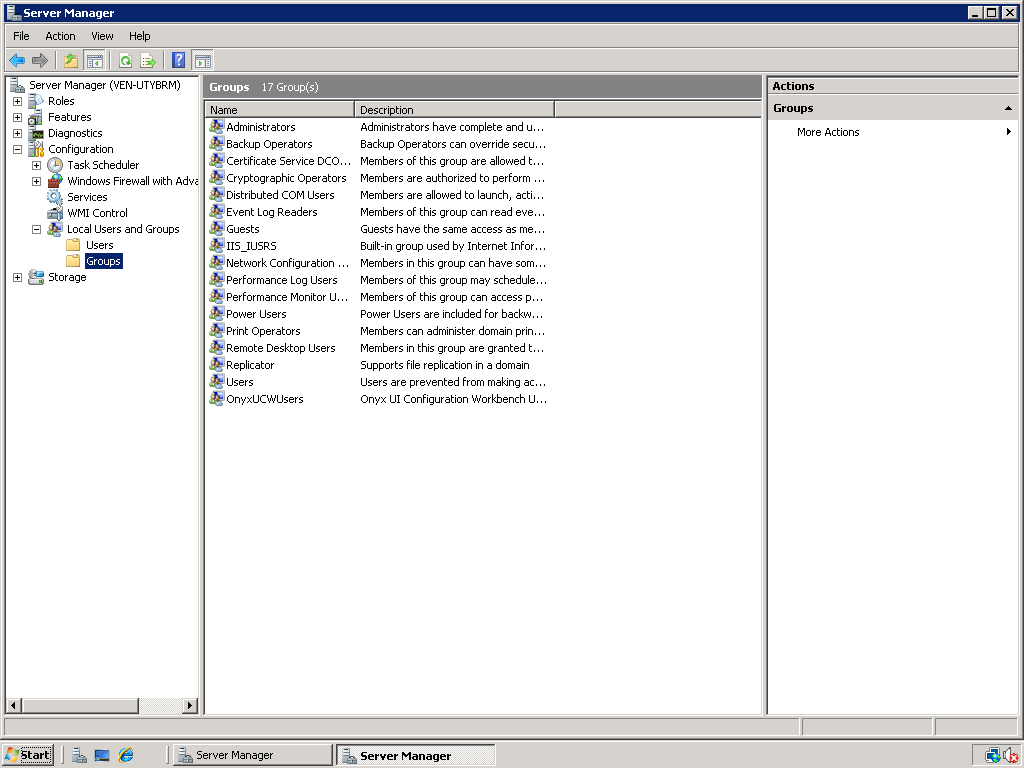 Server Manager
File Action View Help
Server Manager (VEN-UTYBRM)
Roles
Features
Diagnostics
Configuration
Task Scheduler
Windows Firewall with Adva
Services
WMI Control
Local Users and Groups
Users
Groups
Storage
Groups 17 Group(s)
Name Description
Administrators Administrators have complete and u...
Backup Operators Backup Operators can override secu...
Certificate Service DCO... Members of this group are allowed t...
Cryptographic Operators Members are authorized to perform ...
Distributed COM Users Members are allowed to launch, acti...
Event Log Readers Members of this group can read eve...
Guests Guests have the same access as me...
IIS_IUSRS Built-in group used by Internet Infor...
Network Configuration ... Members in this group can have som...
Performance Log Users Members of this group may schedule...
Performance Monitor U... Members of this group can access p...
Power Users Power Users are included for backw...
Print Operators Members can administer domain prin...
Remote Desktop Users Members in this group are granted t...
Replicator Supports file replication in a domain
Users Users are prevented from making ac...
OnyxUCWUsers Onyx UI Configuration Workbench U...
Actions
Groups
More Actions
Start Server Manager Server Manager